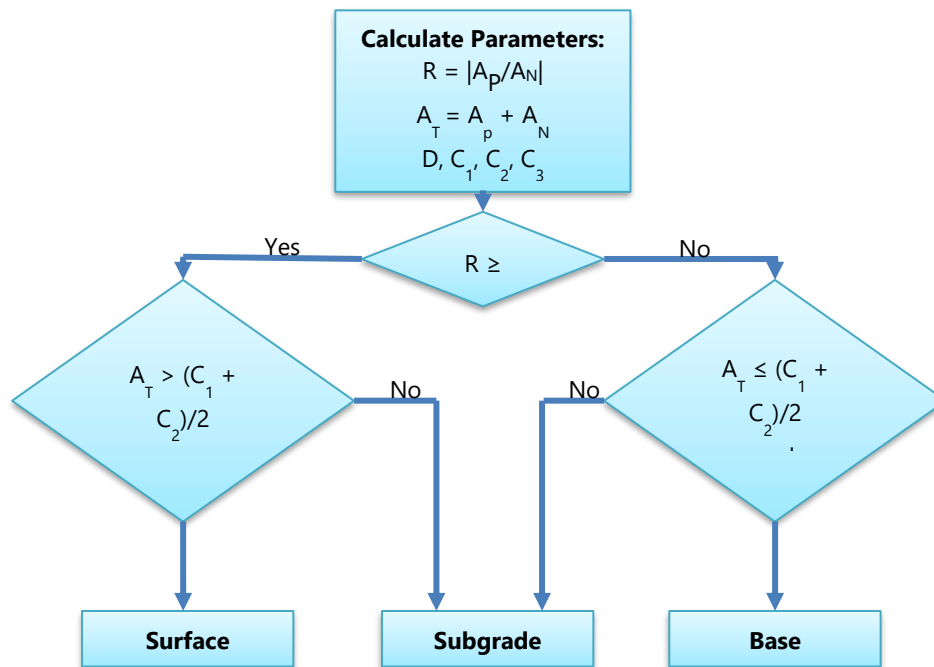 Calculate Parameters:
R = |AP/AN|
AT = Ap + AN
D, C1, C2, C3
Yes
R ≥
No
AT > (C1 +
C2)/2
No
No
AT ≤ (C1 +
C2)/2
Surface
Subgrade
Base